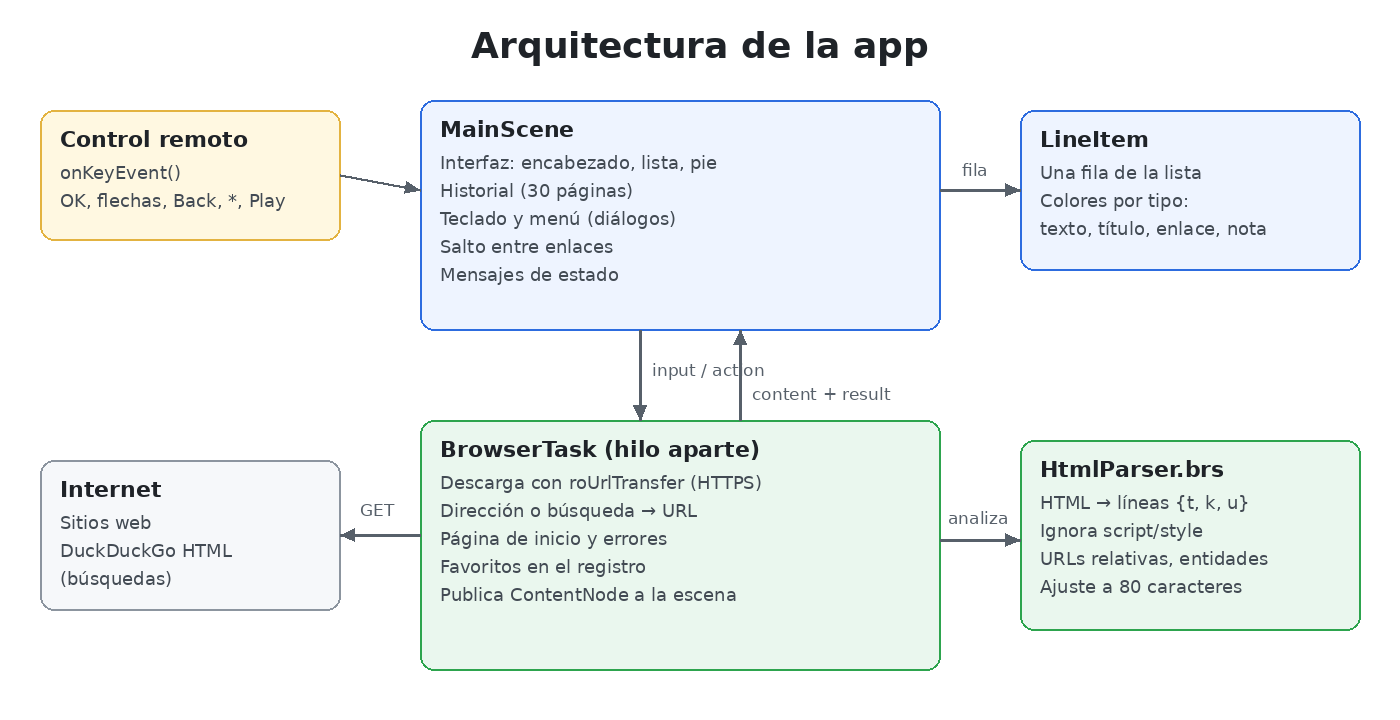 Arquitectura de la app
Control remoto
onKeyEvent()
OK, flechas, Back, *, Play
MainScene
Interfaz: encabezado, lista, pie
Historial (30 páginas)
Teclado y menú (diálogos)
Salto entre enlaces
Mensajes de estado
fila
LineItem
Una fila de la lista
Colores por tipo:
texto, título, enlace, nota
input / action
content + result
Internet
Sitios web
DuckDuckGo HTML
(búsquedas)
GET
BrowserTask (hilo aparte)
Descarga con roUrlTransfer (HTTPS)
Dirección o búsqueda → URL
Página de inicio y errores
Favoritos en el registro
Publica ContentNode a la escena
analiza
HtmlParser.brs
HTML → líneas {t, k, u}
Ignora script/style
URLs relativas, entidades
Ajuste a 80 caracteres